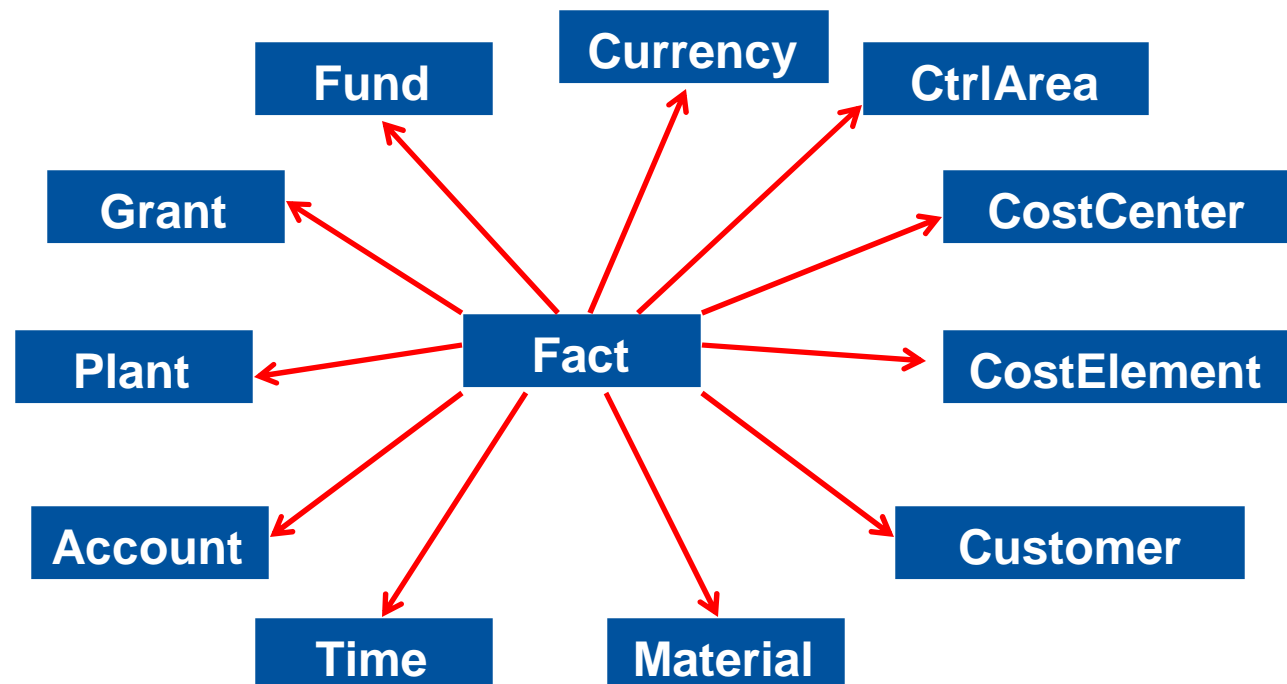 Currency
Fund
CtrlArea
Grant
CostCenter
Fact
Plant
CostElement
Account
Customer
Time
Material